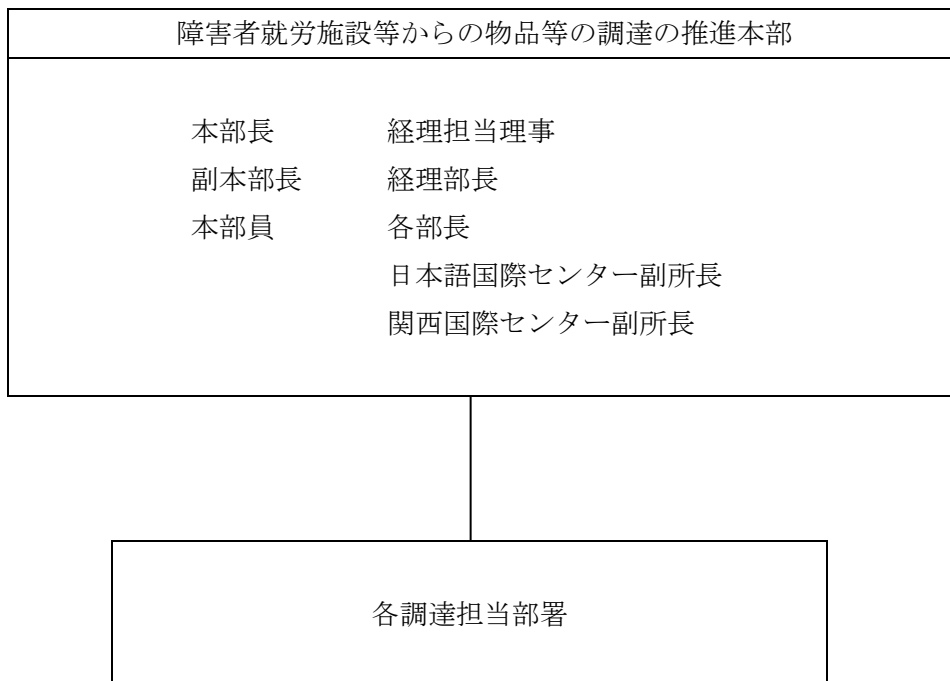 障害者就労施設等からの物品等の調達の推進本部
本部長 経理担当理事
副本部長 経理部長
本部員 各部長
日本語国際センター副所長
関西国際センター副所長
各調達担当部署